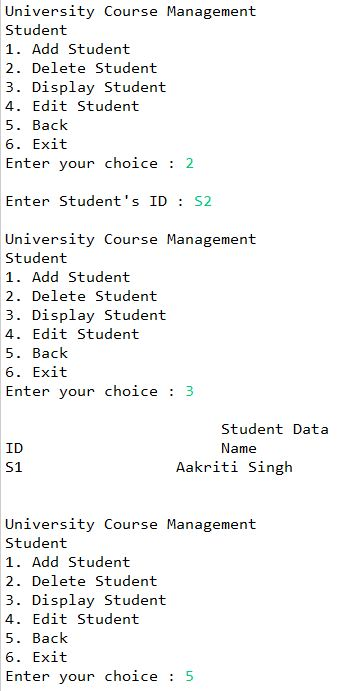 University Course Management
Student
1. Add Student
2. Delete Student
3. Display Student
4. Edit Student
5. Back
6. Exit
Enter your choice : 2
Enter Student's ID : S2
University Course Management
Student
1. Add Student
2. Delete Student
3. Display Student
4. Edit Student
5. Back
6. Exit
Enter your choice : 3
Student Data
ID Name
S1 Aakriti Singh
University Course Management
Student
1. Add Student
2. Delete Student
3. Display Student
4. Edit Student
5. Back
6. Exit
Enter your choice : 5